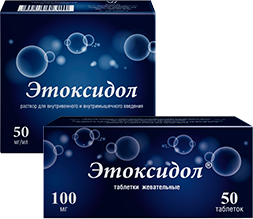 Этоксидол
раствор для внутривенного и внутримышечного введения
50
мг/мл
Этоксидол®
таблетки жевательные
100
мг
50
таблеток